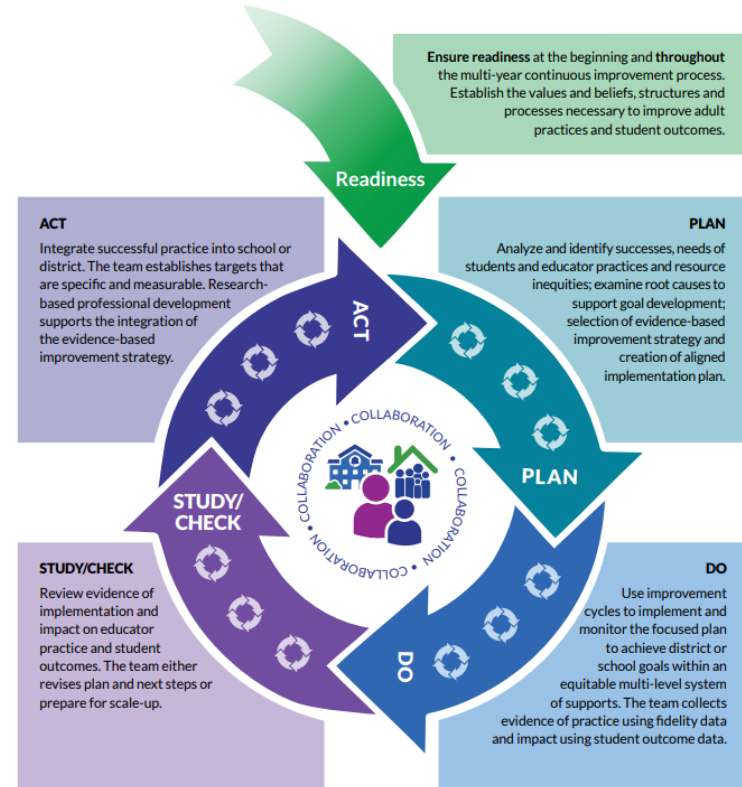 Ensure readiness at the beginning and throughout
the multi-year continuous improvement process.
Establish the values and beliefs, structures and
processes necessary to improve adult
practices and student outcomes.
Readiness
ACT
Integrate successful practice into school or
district. The team establishes targets that
are specific and measurable. Research-
based professional development
supports the integration of
the evidence-based
improvement strategy.
PLAN
Analyze and identify successes, needs of
students and educator practices and resource
inequities; examine root causes to
support goal development;
selection of evidence-based
improvement strategy and
creation of aligned
implementation plan.
ACT
PLAN
COLLABORATION • COLLABORATION • COLLABORATION • COLLABORATION •
STUDY/
CHECK
DO
STUDY/CHECK
Review evidence of
implementation and
impact on educator
practice and student
outcomes. The team either
revises plan and next steps or
prepare for scale-up.
DO
Use improvement
cycles to implement and
monitor the focused plan
to achieve district or
school goals within an
equitable multi-level system
of supports. The team collects
evidence of practice using fidelity data
and impact using student outcome data.